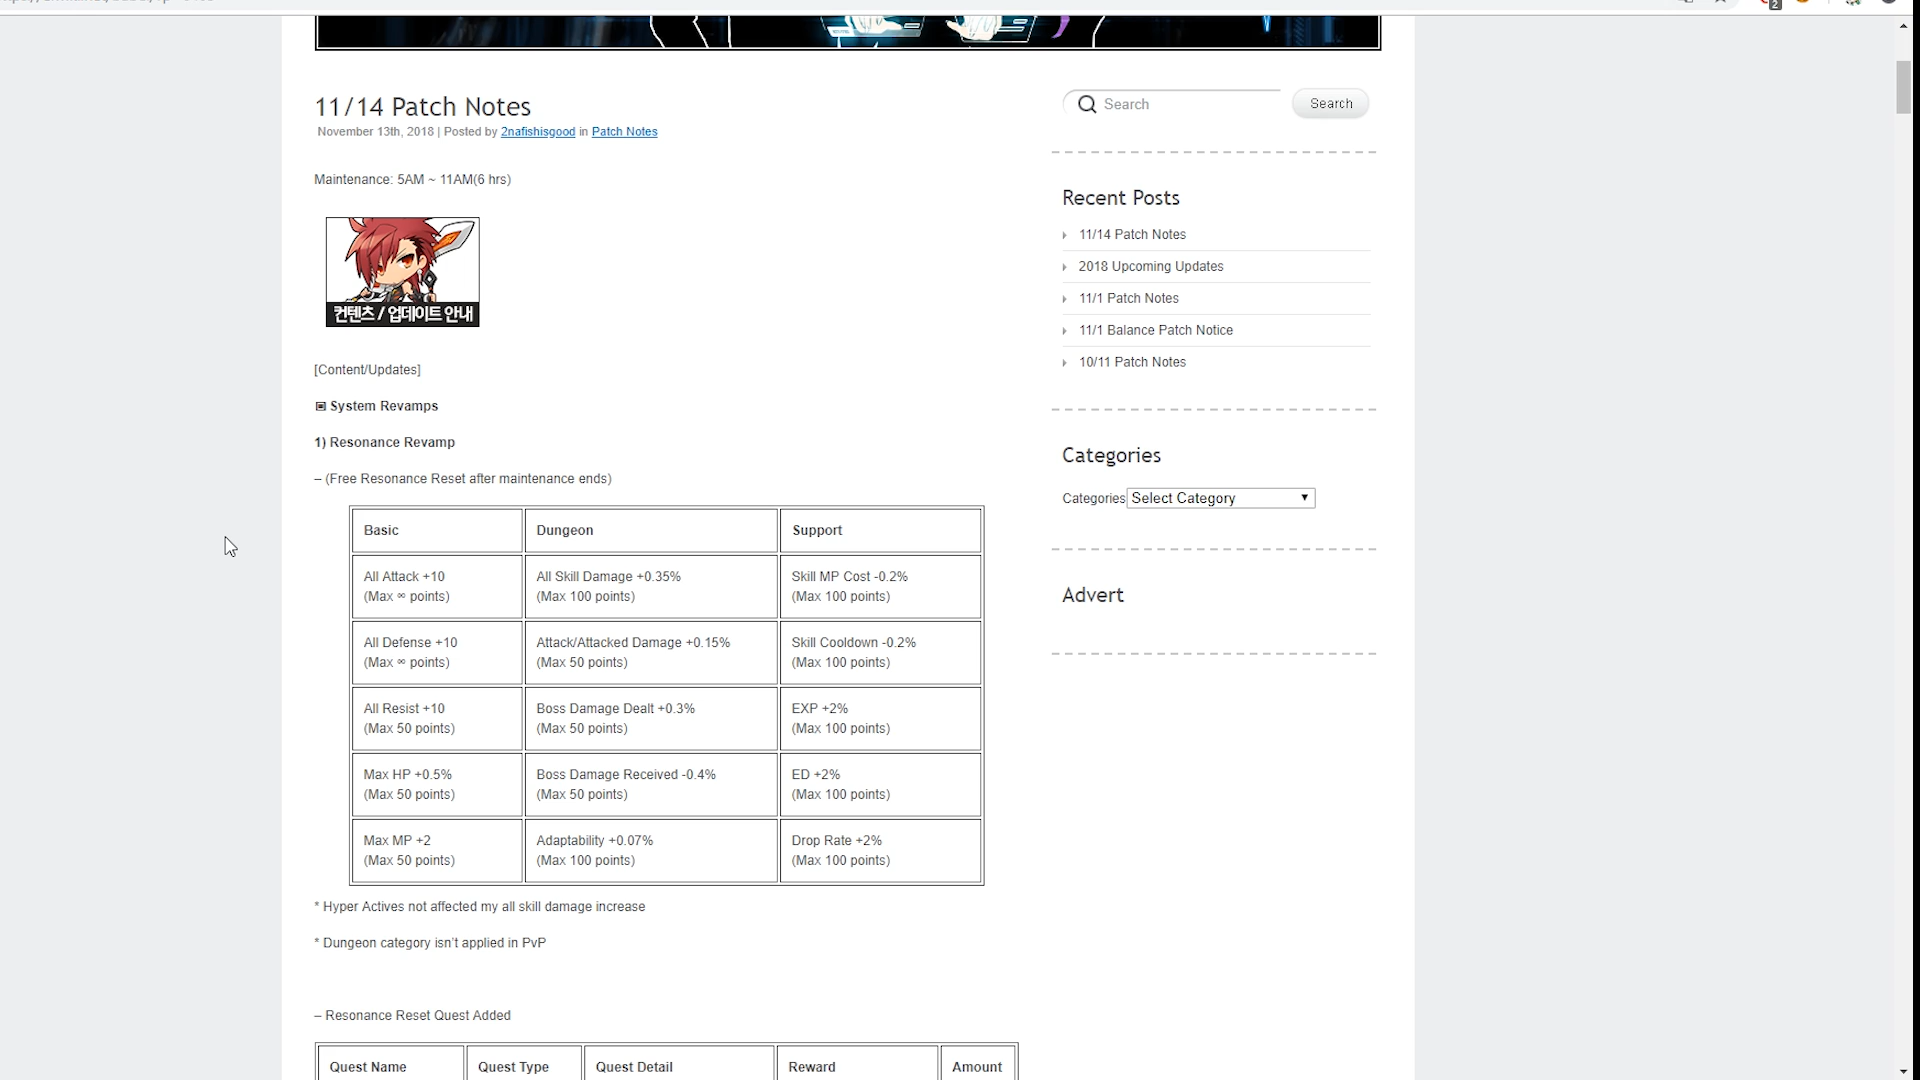 11/14 Patch Notes
November 13th, 2018 | Posted by 2nafishisgood in Patch Notes
Maintenance: 5AM ~ 11AM(6 hrs)
컨텐츠 / 업데이트 안내
[Content/Updates]
▣ System Revamps
1) Resonance Revamp
– (Free Resonance Reset after maintenance ends)
Basic Dungeon Support
All Attack +10 All Skill Damage +0.35% Skill MP Cost -0.2%
(Max ∞ points) (Max 100 points) (Max 100 points)
All Defense +10 Attack/Attacked Damage +0.15% Skill Cooldown -0.2%
(Max ∞ points) (Max 50 points) (Max 100 points)
All Resist +10 Boss Damage Dealt +0.3% EXP +2%
(Max 50 points) (Max 50 points) (Max 100 points)
Max HP +0.5% Boss Damage Received -0.4% ED +2%
(Max 50 points) (Max 50 points) (Max 100 points)
Max MP +2 Adaptability +0.07% Drop Rate +2%
(Max 50 points) (Max 100 points) (Max 100 points)
* Hyper Actives not affected my all skill damage increase
* Dungeon category isn't applied in PvP
– Resonance Reset Quest Added
Quest Name Quest Type Quest Detail Reward Amount
Search Search
Recent Posts
11/14 Patch Notes
2018 Upcoming Updates
11/1 Patch Notes
11/1 Balance Patch Notice
10/11 Patch Notes
Categories
Categories Select Category
Advert
2